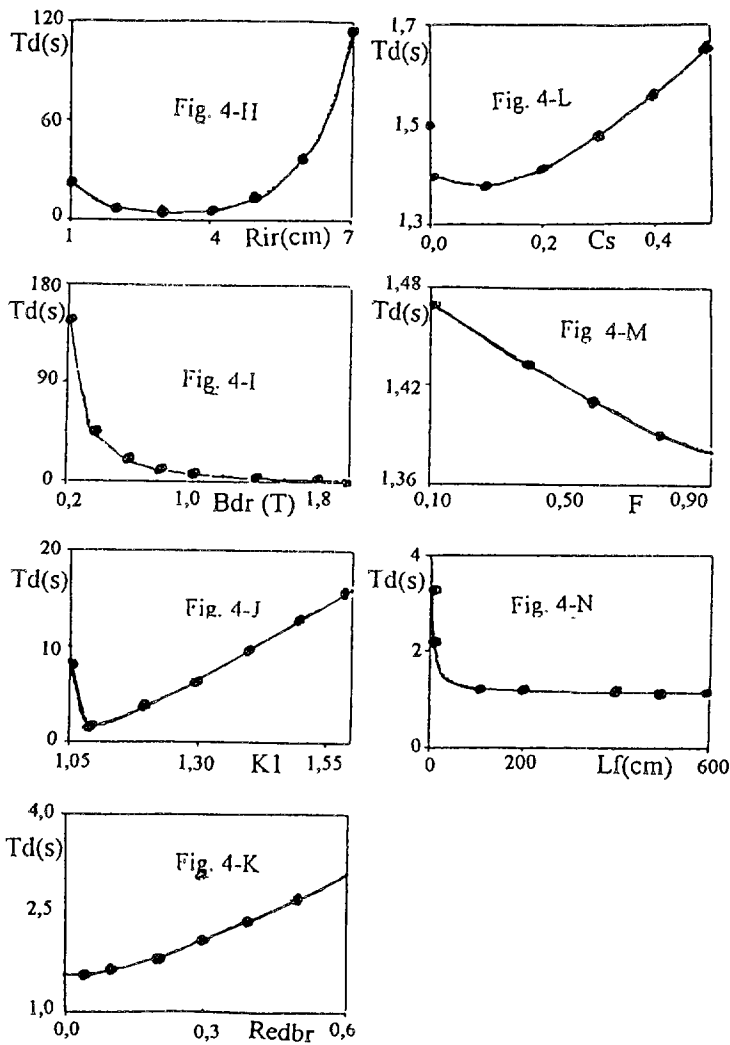 120
Td(s)
60
0
Fig. 4-H
1
4
7
Rir(cm)
1,7
Td(s)
1,5
1,3
Fig. 4-L
0,0
0,2
0,4
Cs
180
Td(s)
90
0
Fig. 4-I
0,2
1,0
1,8
Bdr (T)
1,48
Td(s)
1,42
1,36
Fig 4-M
0,10
0,50
0,90
F
20
Td(s)
10
0
Fig. 4-J
1,05
1,30
1,55
K1
4
Td(s)
2
0
Fig. 4-N
0
200
Lf(cm)
600
4,0
Td(s)
2,5
1,0
Fig. 4-K
0,0
0,3
0,6
Redbr